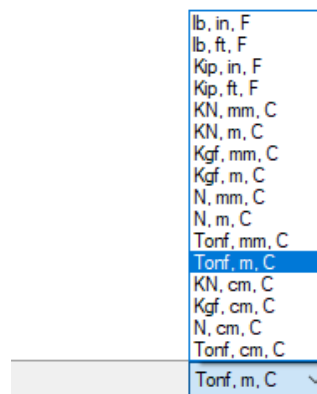 lb, in, F
lb, ft, F
Kip, in, F
Kip, ft, F
KN, mm, C
KN, m, C
Kgf, mm, C
Kgf, m, C
N, mm, C
N, m, C
Tonf, mm, C
Tonf, m, C
KN, cm, C
Kgf, cm, C
N, cm, C
Tonf, cm, C
Tonf, m, C